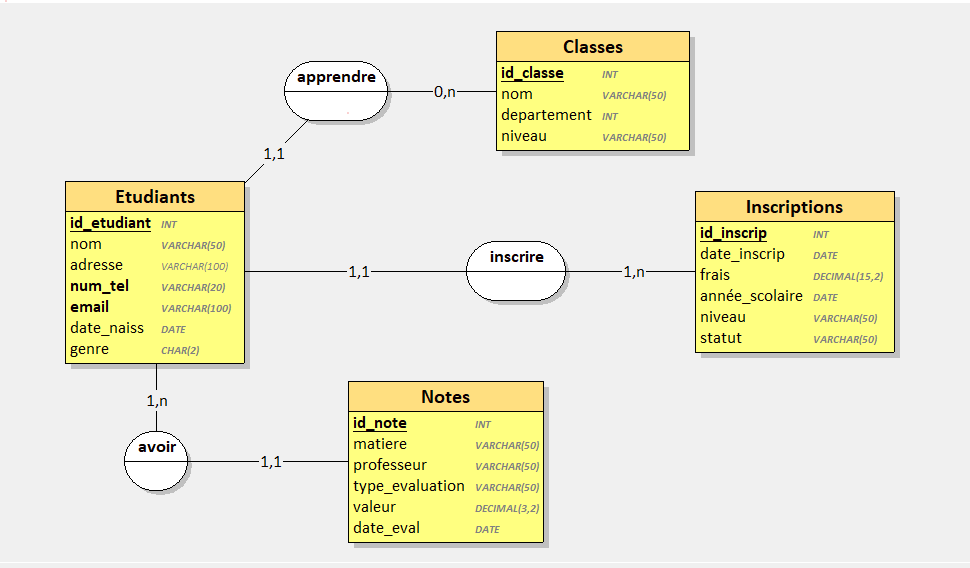 Classes
id_classe INT
nom VARCHAR(50)
departement INT
niveau VARCHAR(50)
apprendre
0,n
1,1
Etudiants
id_etudiant INT
nom VARCHAR(50)
adresse VARCHAR(100)
num_tel VARCHAR(20)
email VARCHAR(100)
date_naiss DATE
genre CHAR(2)
1,1
inscrire
1,n
Inscriptions
id_inscrip INT
date_inscrip DATE
frais DECIMAL(15,2)
année_scolaire DATE
niveau VARCHAR(50)
statut VARCHAR(50)
1,n
avoir
1,1
Notes
id_note INT
matiere VARCHAR(50)
professeur VARCHAR(50)
type_evaluation VARCHAR(50)
valeur DECIMAL(3,2)
date_eval DATE